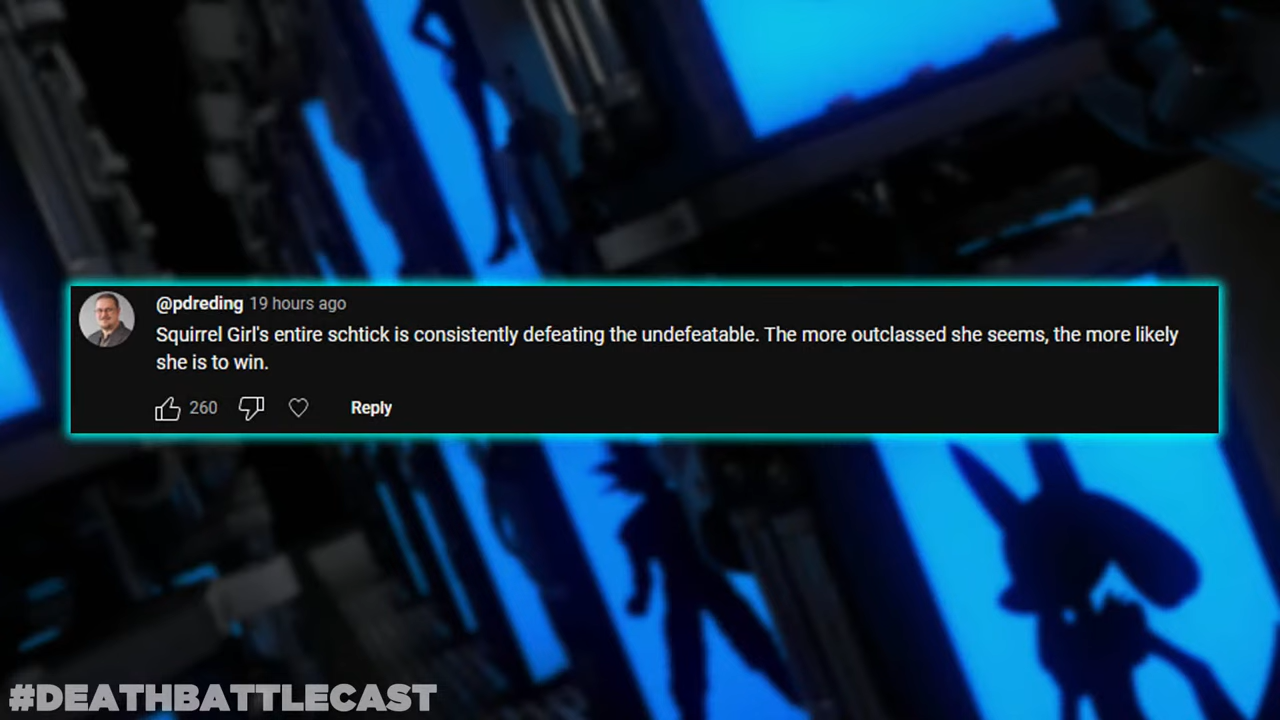 @pdreding 19 hours ago
Squirrel Girl's entire schtick is consistently defeating the undefeatable. The more outclassed she seems, the more likely
she is to win.
260 Reply
#DEATHBATTLECAST